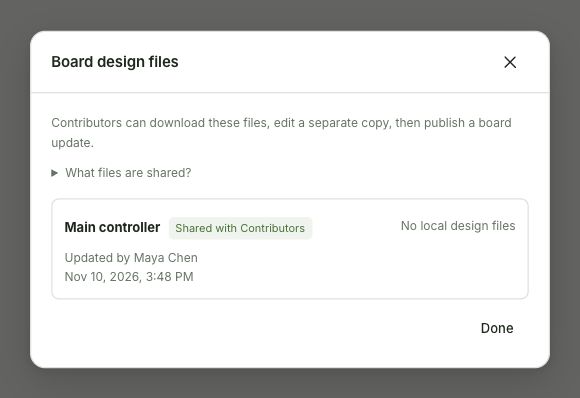 Board design files
Contributors can download these files, edit a separate copy, then publish a board
update.
What files are shared?
Main controller
Shared with Contributors
No local design files
Updated by Maya Chen
Nov 10, 2026, 3:48 PM
Done